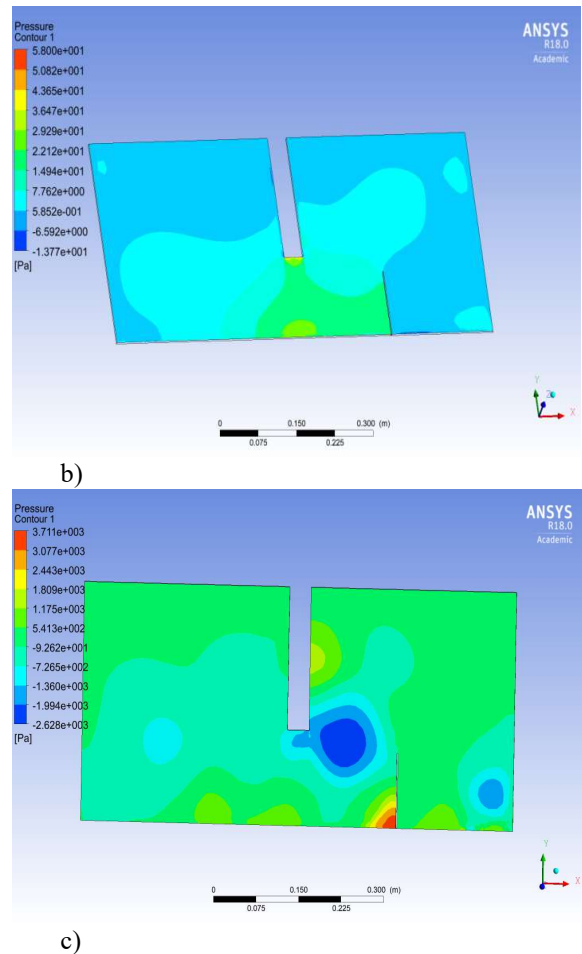 Pressure
Contour 1
5.800e+001
5.082e+001
4.365e+001
3.647e+001
2.929e+001
2.212e+001
1.494e+001
7.762e+000
5.852e-001
-6.592e+000
-1.377e+001
[Pa]
ANSYS
R18.0
Academic
Y
Z
X
0 0.150 0.300 (m)
0.075 0.225
b)
Pressure
Contour 1
3.711e+003
3.077e+003
2.443e+003
1.809e+003
1.175e+003
5.413e+002
-9.262e+001
-7.265e+002
-1.360e+003
-1.994e+003
-2.628e+003
[Pa]
ANSYS
R18.0
Academic
Y
X
0 0.150 0.300 (m)
0.075 0.225
c)